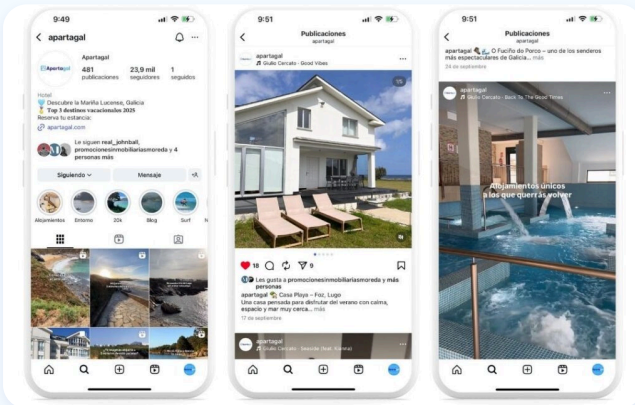 9:49
apartagal
Apartagal
Apartagal
481
publicaciones
23,9 mil
seguidores
1
seguidos
Hotel
Descubre la Mariña Lucense, Galicia
Top 3 destinos vacacionales 2025
Reserva tu estancia:
apartagal.com
Le siguen real_johnball,
promocionesinmobiliariasmoreda y 4
personas más
Siguiendo
Mensaje
Alojamientos
Entorno
20k
Blog
Surf
9:51
Publicaciones
apartagal
apartagal
Giulio Cercato · Good Vibes
1/5
18
9
Les gusta a promocionesinmobiliariasmoreda y más
personas
apartagal Casa Playa – Foz, Lugo
Una casa pensada para disfrutar del verano con calma,
espacio y mar muy cerca... más
17 de septiembre
apartagal
Giulio Cercato · Seaside (feat. Kianna)
9:51
Publicaciones
apartagal
apartagal O Fuciño do Porco – uno de los senderos
más espectaculares de Galicia... más
24 de septiembre
apartagal
Giulio Cercato · Back To The Good Times
Alojamientos únicos
a los que querrás volver